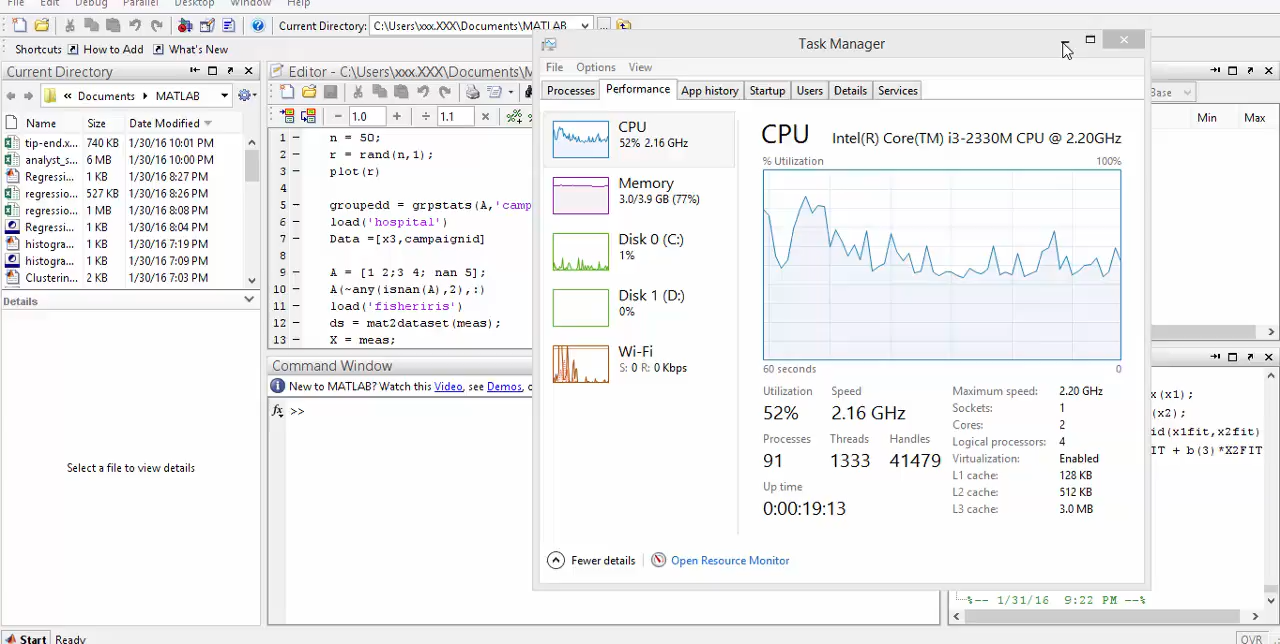 File Edit Debug Parallel Desktop Window Help
Current Directory: C:\Users\xxx.XXX\Documents\MATLAB
Shortcuts How to Add What's New
Current Directory
« Documents MATLAB
Name Size Date Modified
tip-end.x... 740 KB 1/30/16 10:01 PM
analyst_s... 6 MB 1/30/16 10:00 PM
Regressi... 1 KB 1/30/16 8:27 PM
regressio... 527 KB 1/30/16 8:26 PM
regressio... 1 MB 1/30/16 8:08 PM
Regressi... 1 KB 1/30/16 8:04 PM
histogra... 1 KB 1/30/16 7:19 PM
histogra... 1 KB 1/30/16 7:09 PM
Clusterin... 2 KB 1/30/16 7:03 PM
Details
Select a file to view details
Start Ready
Editor - C:\Users\xxx.XXX\Documents\M
− 1.0 + ÷ 1.1 ×
1 − n = 50;
2 − r = rand(n,1);
3 − plot(r)
4
5 − groupedd = grpstats(A,'camp
6 − load('hospital')
7 − Data =[x3,campaignid]
8
9 − A = [1 2;3 4; nan 5];
10 − A(~any(isnan(A),2),:)
11 − load('fisheriris')
12 − ds = mat2dataset(meas);
13 − X = meas;
Command Window
New to MATLAB? Watch this Video, see Demos,
fx >>
Task Manager
File Options View
Processes Performance App history Startup Users Details Services
CPU
52% 2.16 GHz
Memory
3.0/3.9 GB (77%)
Disk 0 (C:)
1%
Disk 1 (D:)
0%
Wi-Fi
S: 0 R: 0 Kbps
CPU Intel(R) Core(TM) i3-2330M CPU @ 2.20GHz
% Utilization 100%
60 seconds 0
Utilization Speed
52% 2.16 GHz
Processes Threads Handles
91 1333 41479
Up time
0:00:19:13
Maximum speed: 2.20 GHz
Sockets: 1
Cores: 2
Logical processors: 4
Virtualization: Enabled
L1 cache: 128 KB
L2 cache: 512 KB
L3 cache: 3.0 MB
Fewer details Open Resource Monitor
Base
Min Max
x(x1);
(x2);
id(x1fit,x2fit)
IT + b(3)*X2FIT
%-- 1/31/16 9:22 PM --%
OVR